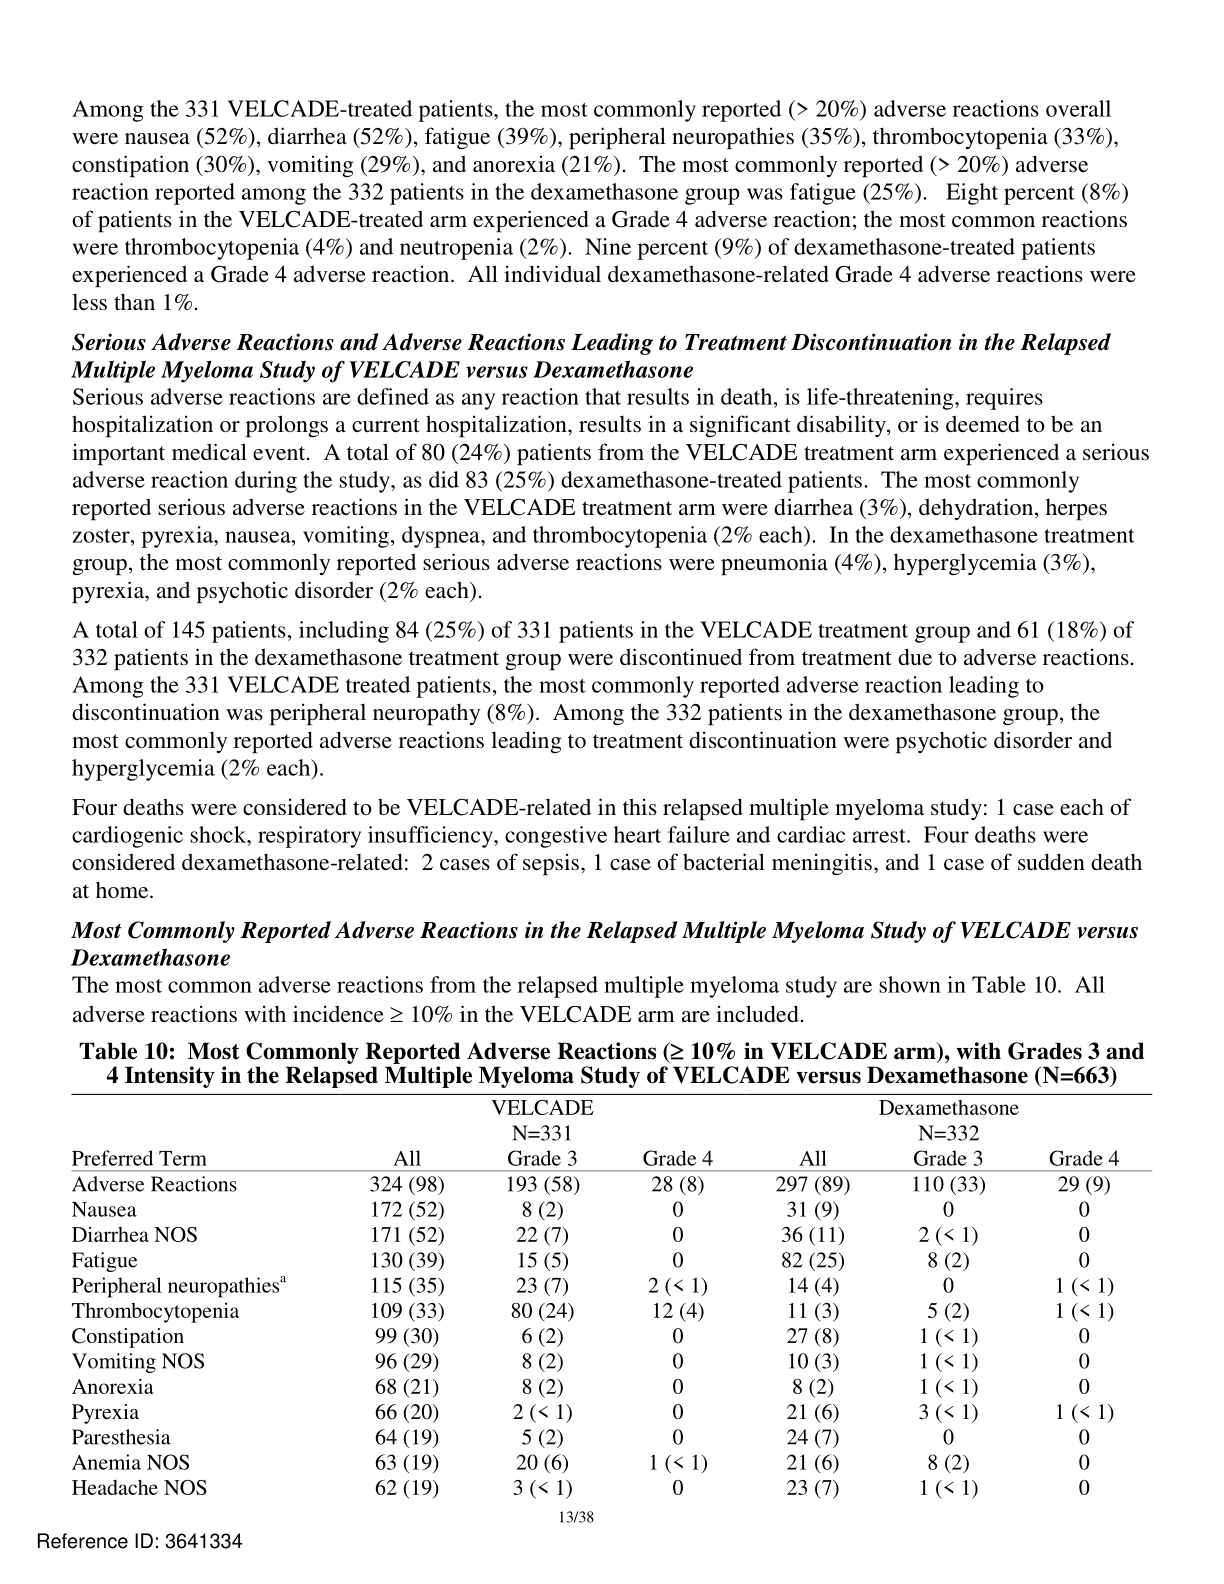 Among the 331 VELCADE-treated patients, the most commonly reported (> 20%) adverse reactions overall
were nausea (52%), diarrhea (52%), fatigue (39%), peripheral neuropathies (35%), thrombocytopenia (33%),
constipation (30%), vomiting (29%), and anorexia (21%).  The most commonly reported (> 20%) adverse
reaction reported among the 332 patients in the dexamethasone group was fatigue (25%).   Eight percent (8%)
of patients in the VELCADE-treated arm experienced a Grade 4 adverse reaction; the most common reactions
were thrombocytopenia (4%) and neutropenia (2%).  Nine percent (9%) of dexamethasone-treated patients
experienced a Grade 4 adverse reaction.  All individual dexamethasone-related Grade 4 adverse reactions were
less than 1%.
Serious Adverse Reactions and Adverse Reactions Leading to Treatment Discontinuation in the Relapsed
Multiple Myeloma Study of VELCADE versus Dexamethasone
Serious adverse reactions are defined as any reaction that results in death, is life-threatening, requires
hospitalization or prolongs a current hospitalization, results in a significant disability, or is deemed to be an
important medical event.  A total of 80 (24%) patients from the VELCADE treatment arm experienced a serious
adverse reaction during the study, as did 83 (25%) dexamethasone-treated patients.  The most commonly
reported serious adverse reactions in the VELCADE treatment arm were diarrhea (3%), dehydration, herpes
zoster, pyrexia, nausea, vomiting, dyspnea, and thrombocytopenia (2% each).  In the dexamethasone treatment
group, the most commonly reported serious adverse reactions were pneumonia (4%), hyperglycemia (3%),
pyrexia, and psychotic disorder (2% each).
A total of 145 patients, including 84 (25%) of 331 patients in the VELCADE treatment group and 61 (18%) of
332 patients in the dexamethasone treatment group were discontinued from treatment due to adverse reactions.
Among the 331 VELCADE treated patients, the most commonly reported adverse reaction leading to
discontinuation was peripheral neuropathy (8%).  Among the 332 patients in the dexamethasone group, the
most commonly reported adverse reactions leading to treatment discontinuation were psychotic disorder and
hyperglycemia (2% each).
Four deaths were considered to be VELCADE-related in this relapsed multiple myeloma study: 1 case each of
cardiogenic shock, respiratory insufficiency, congestive heart failure and cardiac arrest.  Four deaths were
considered dexamethasone-related:  2 cases of sepsis, 1 case of bacterial meningitis, and 1 case of sudden death
at home.
Most Commonly Reported Adverse Reactions in the Relapsed Multiple Myeloma Study of VELCADE versus
Dexamethasone
The most common adverse reactions from the relapsed multiple myeloma study are shown in Table 10.  All
adverse reactions with incidence ≥ 10% in the VELCADE arm are included.
Table 10:  Most Commonly Reported Adverse Reactions (≥ 10% in VELCADE arm), with Grades 3 and
4 Intensity in the Relapsed Multiple Myeloma Study of VELCADE versus Dexamethasone (N=663)
VELCADE Dexamethasone
N=331 N=332
Preferred Term All Grade 3 Grade 4 All Grade 3 Grade 4
Adverse Reactions 324 (98) 193 (58) 28 (8) 297 (89) 110 (33) 29 (9)
Nausea 172 (52) 8 (2) 0 31 (9) 0 0
Diarrhea NOS 171 (52) 22 (7) 0 36 (11) 2 (< 1) 0
Fatigue 130 (39) 15 (5) 0 82 (25) 8 (2) 0
Peripheral neuropathiesᵃ 115 (35) 23 (7) 2 (< 1) 14 (4) 0 1 (< 1)
Thrombocytopenia 109 (33) 80 (24) 12 (4) 11 (3) 5 (2) 1 (< 1)
Constipation 99 (30) 6 (2) 0 27 (8) 1 (< 1) 0
Vomiting NOS 96 (29) 8 (2) 0 10 (3) 1 (< 1) 0
Anorexia 68 (21) 8 (2) 0 8 (2) 1 (< 1) 0
Pyrexia 66 (20) 2 (< 1) 0 21 (6) 3 (< 1) 1 (< 1)
Paresthesia 64 (19) 5 (2) 0 24 (7) 0 0
Anemia NOS 63 (19) 20 (6) 1 (< 1) 21 (6) 8 (2) 0
Headache NOS 62 (19) 3 (< 1) 0 23 (7) 1 (< 1) 0
13/38
Reference ID: 3641334